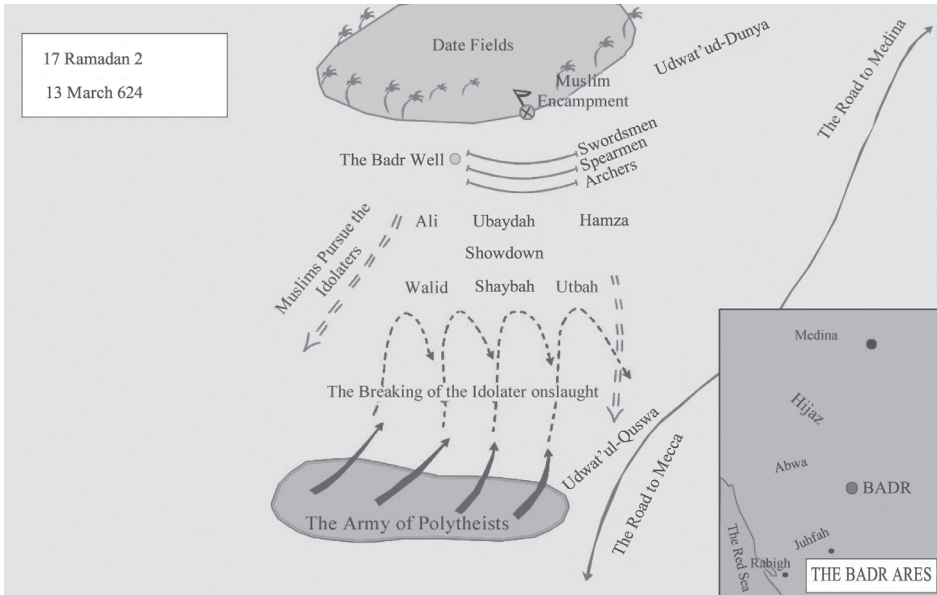 17 Ramadan 2
13 March 624
Date Fields
Muslim
Encampment
Udwat'ud-Dunya
The Road to Medina
The Badr Well
Swordsmen
Spearmen
Archers
Ali Ubaydah Hamza
Showdown
Walid Shaybah Utbah
Muslims Pursue the
Idolaters
The Breaking of the Idolater onslaught
Udwat'ul-Quswa
The Road to Mecca
The Army of Polytheists
Medina
Hijaz
Abwa
BADR
Juhfah
Rabigh
The Red Sea
THE BADR ARES